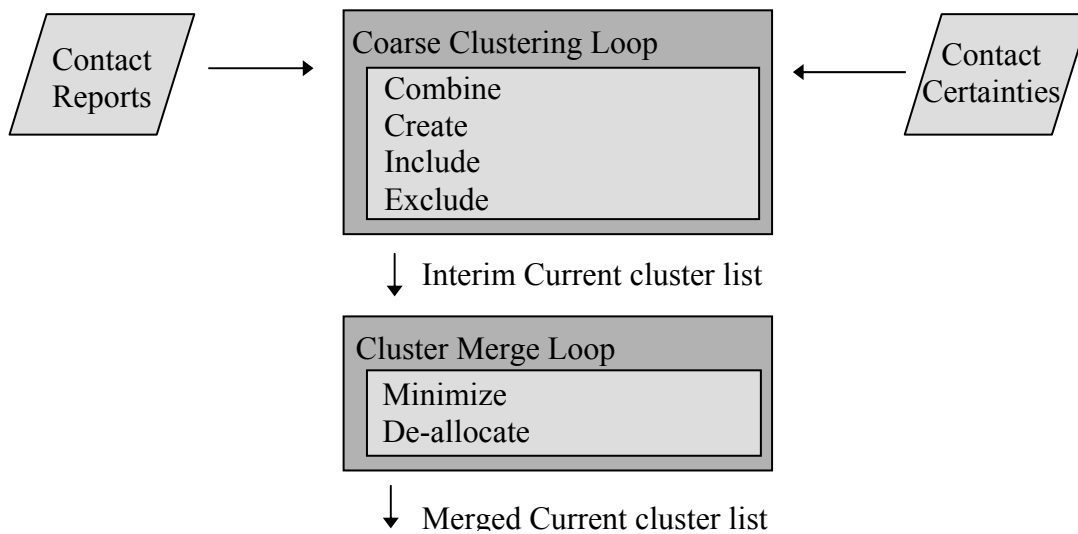 Contact
Reports
Coarse Clustering Loop
Combine
Create
Include
Exclude
Contact
Certainties
Interim Current cluster list
Cluster Merge Loop
Minimize
De-allocate
Merged Current cluster list